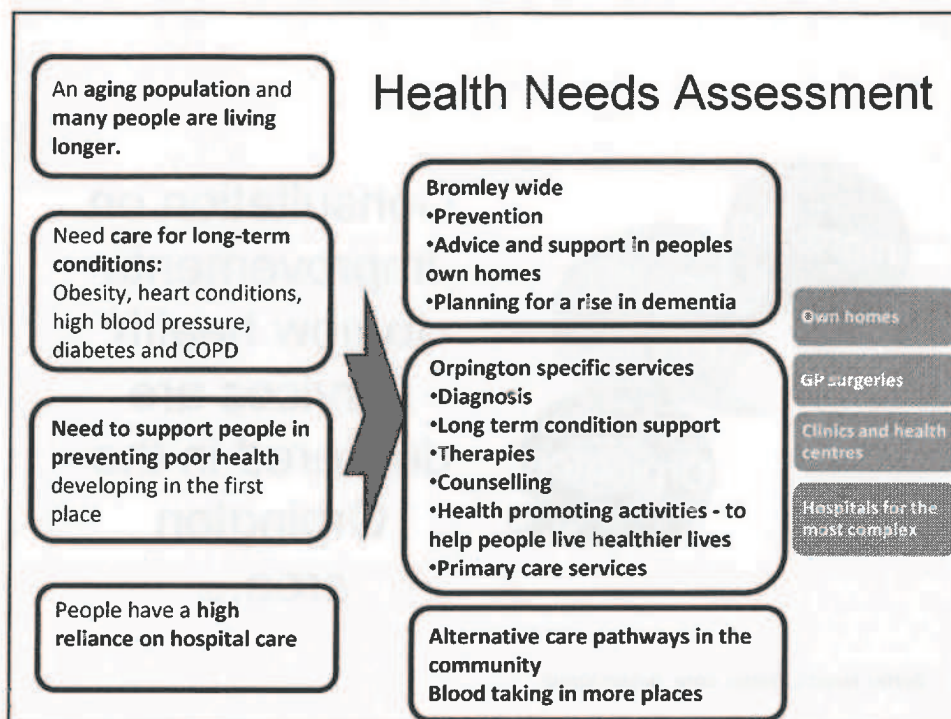 Health Needs Assessment
An aging population and
many people are living
longer.
Need care for long-term
conditions:
Obesity, heart conditions,
high blood pressure,
diabetes and COPD
Need to support people in
preventing poor health
developing in the first
place
People have a high
reliance on hospital care
Bromley wide
•Prevention
•Advice and support in peoples
own homes
•Planning for a rise in dementia
Orpington specific services
•Diagnosis
•Long term condition support
•Therapies
•Counselling
•Health promoting activities - to
help people live healthier lives
•Primary care services
Alternative care pathways in the
community
Blood taking in more places
Own homes
GP surgeries
Clinics and health
centres
Hospitals for the
most complex